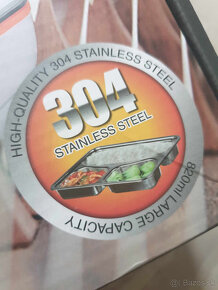 HIGH-QUALITY 304 STAINLESS STEEL
304
STAINLESS STEEL
820ml LARGE CAPACITY